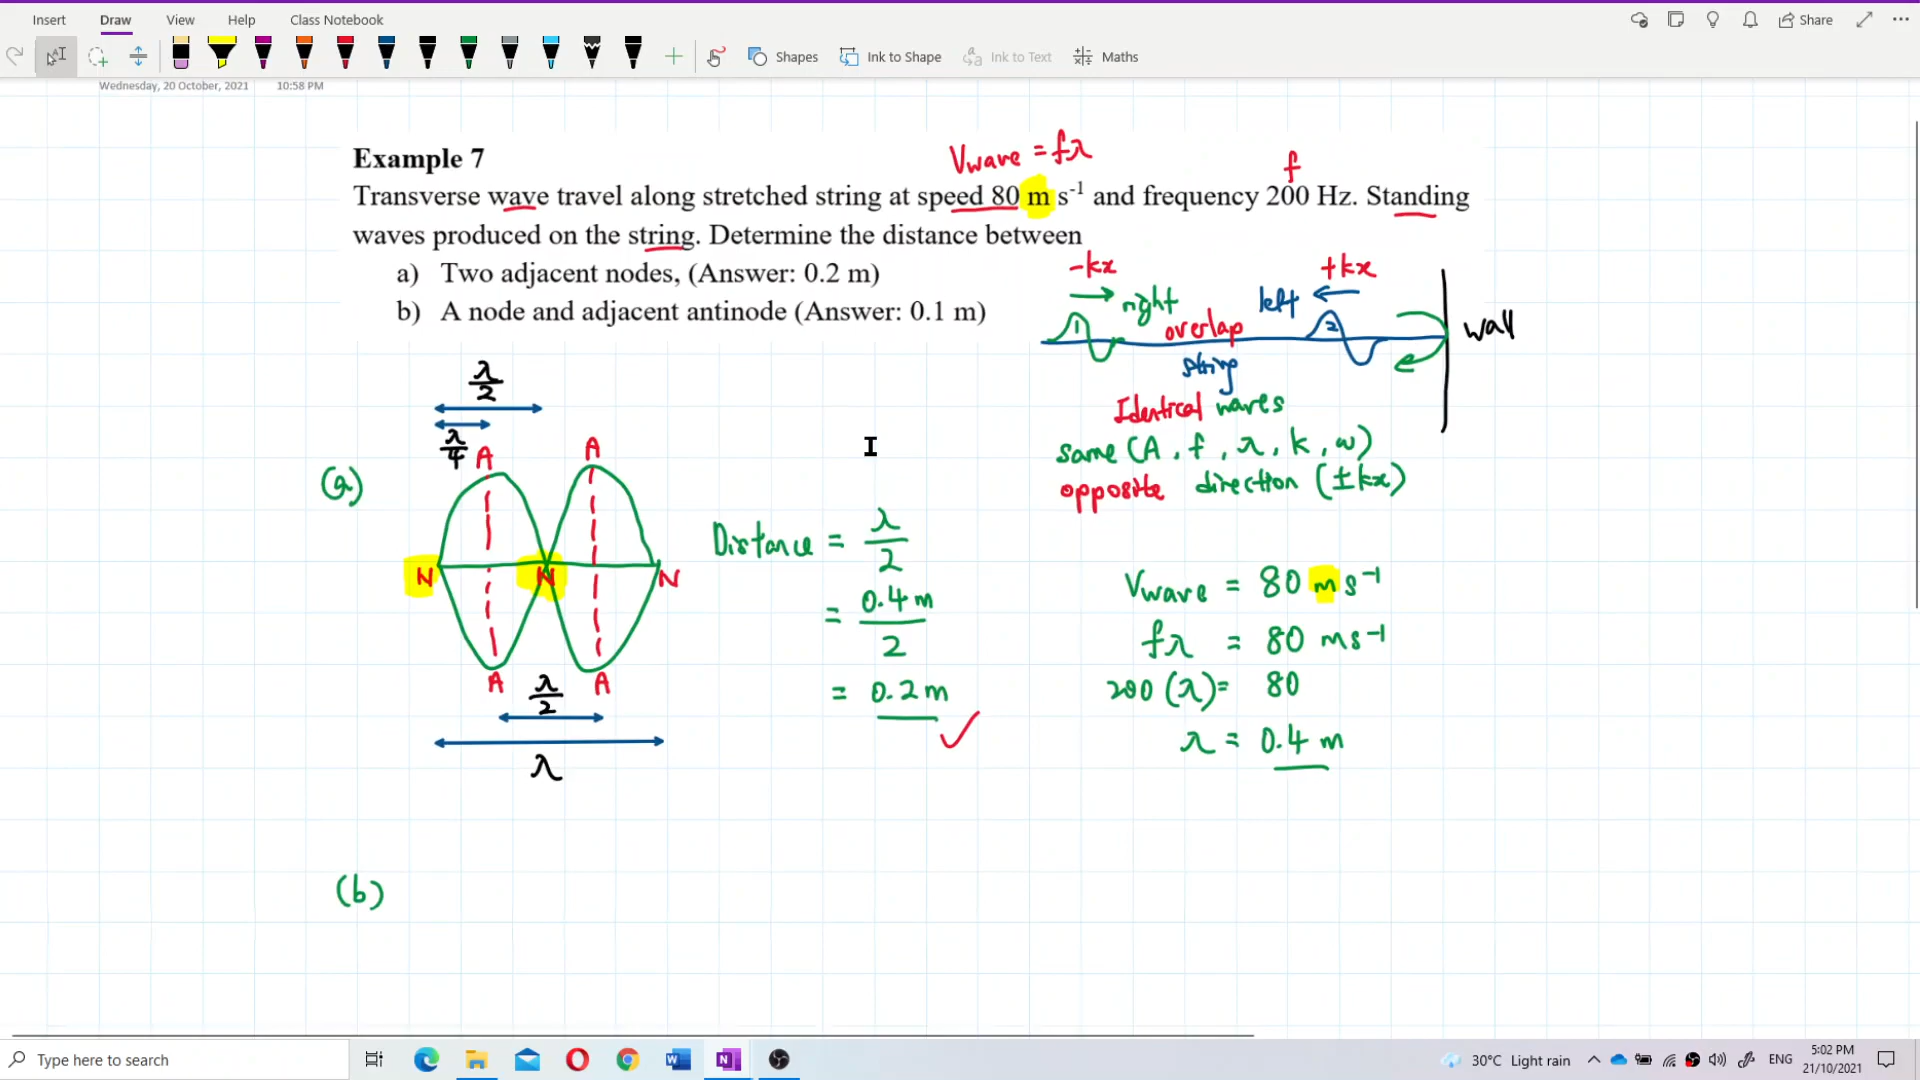 Insert Draw View Help Class Notebook Share
Shapes Ink to Shape Ink to Text Maths
Wednesday, 20 October, 2021 10:58 PM
Vwave = fλ
f
Example 7
Transverse wave travel along stretched string at speed 80 m s⁻¹ and frequency 200 Hz. Standing
waves produced on the string. Determine the distance between
a) Two adjacent nodes, (Answer: 0.2 m)
b) A node and adjacent antinode (Answer: 0.1 m)
-kx +kx
right left
1 overlap 2 wall
string
Identical waves
same (A, f, λ, k, ω)
opposite direction (±kx)
λ/2
λ/4
A A
(a)
N N N
A A
λ/2
λ
Distance = λ/2
= 0.4 m/2
= 0.2 m
Vwave = 80 m s⁻¹
fλ = 80 ms⁻¹
200 (λ) = 80
λ = 0.4 m
(b)
Type here to search
30°C Light rain ENG 5:02 PM
21/10/2021